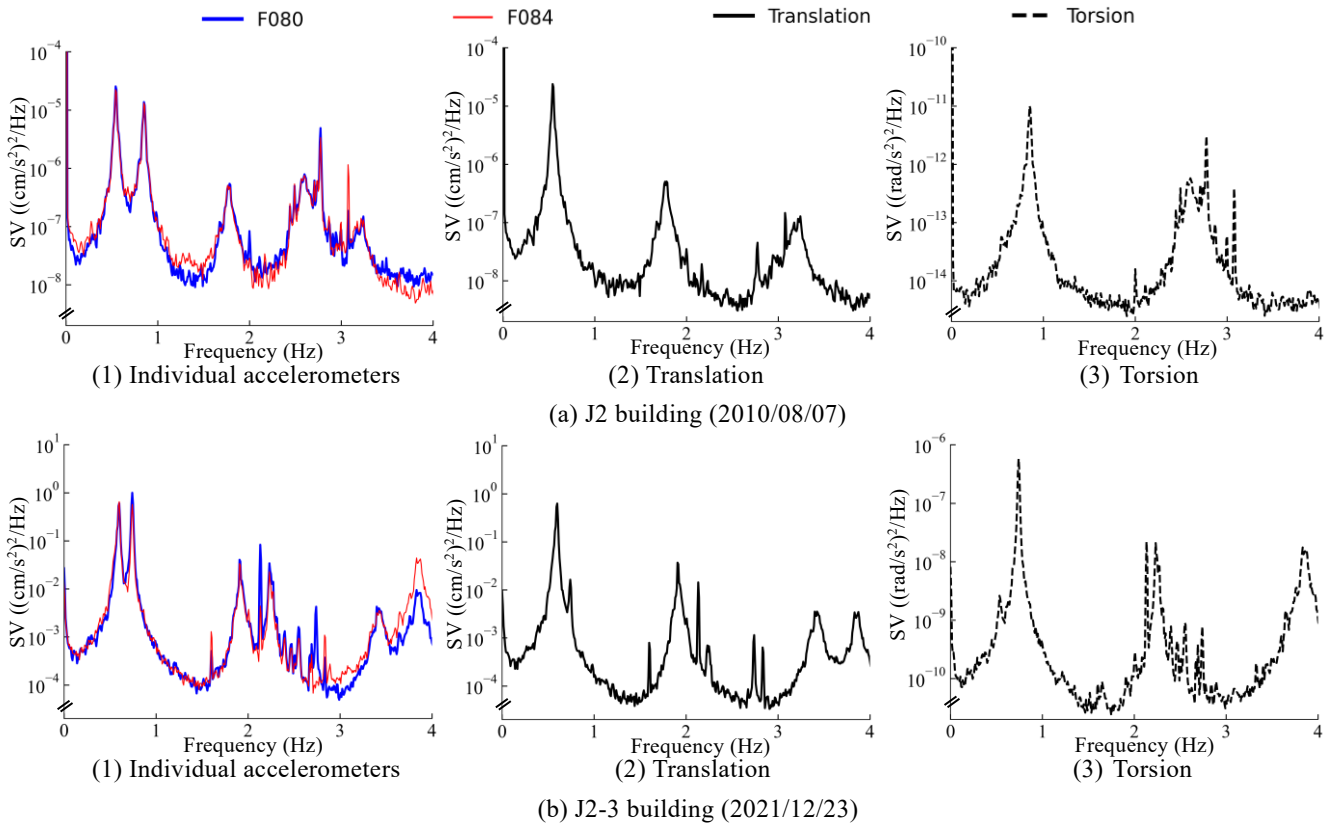 F080 F084 Translation Torsion
SV ((cm/s²)²/Hz)
10⁻⁴
10⁻⁵
10⁻⁶
10⁻⁷
10⁻⁸
0 1 2 3 4
Frequency (Hz)
(1) Individual accelerometers
SV ((cm/s²)²/Hz)
10⁻⁴
10⁻⁵
10⁻⁶
10⁻⁷
10⁻⁸
0 1 2 3 4
Frequency (Hz)
(2) Translation
SV ((rad/s²)²/Hz)
10⁻¹⁰
10⁻¹¹
10⁻¹²
10⁻¹³
10⁻¹⁴
0 1 2 3 4
Frequency (Hz)
(3) Torsion
(a) J2 building (2010/08/07)
SV ((cm/s²)²/Hz)
10¹
10⁰
10⁻¹
10⁻²
10⁻³
10⁻⁴
0 1 2 3 4
Frequency (Hz)
(1) Individual accelerometers
SV ((cm/s²)²/Hz)
10¹
10⁰
10⁻¹
10⁻²
10⁻³
10⁻⁴
0 1 2 3 4
Frequency (Hz)
(2) Translation
SV ((rad/s²)²/Hz)
10⁻⁶
10⁻⁷
10⁻⁸
10⁻⁹
10⁻¹⁰
0 1 2 3 4
Frequency (Hz)
(3) Torsion
(b) J2-3 building (2021/12/23)